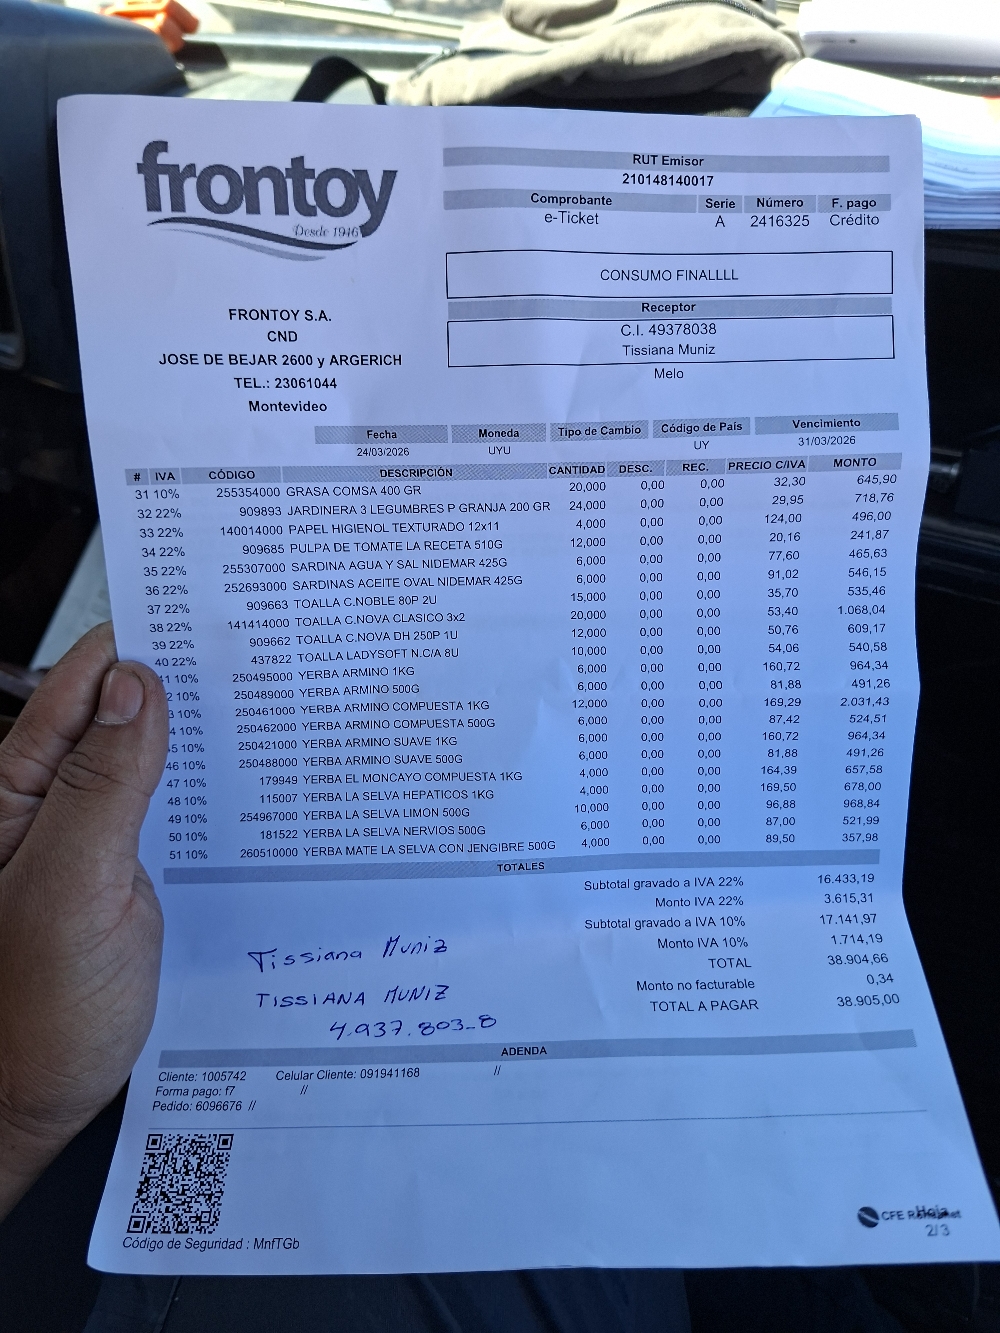 frontoy
Desde 1946
FRONTOY S.A.
CND
JOSE DE BEJAR 2600 y ARGERICH
TEL.: 23061044
Montevideo
RUT Emisor
210148140017
Comprobante Serie Número F. pago
e-Ticket A 2416325 Crédito
CONSUMO FINALLLL
Receptor
C.I. 49378038
Tissiana Muniz
Melo
Fecha Moneda Tipo de Cambio Código de País Vencimiento
24/03/2026 UYU UY 31/03/2026
# IVA CÓDIGO DESCRIPCIÓN CANTIDAD DESC. REC. PRECIO C/IVA MONTO
31 10% 255354000 GRASA COMSA 400 GR 20,000 0,00 0,00 32,30 645,90
32 22% 909893 JARDINERA 3 LEGUMBRES P GRANJA 200 GR 24,000 0,00 0,00 29,95 718,76
33 22% 140014000 PAPEL HIGIENOL TEXTURADO 12x11 4,000 0,00 0,00 124,00 496,00
34 22% 909685 PULPA DE TOMATE LA RECETA 510G 12,000 0,00 0,00 20,16 241,87
35 22% 255307000 SARDINA AGUA Y SAL NIDEMAR 425G 6,000 0,00 0,00 77,60 465,63
36 22% 252693000 SARDINAS ACEITE OVAL NIDEMAR 425G 6,000 0,00 0,00 91,02 546,15
37 22% 909663 TOALLA C.NOBLE 80P 2U 15,000 0,00 0,00 35,70 535,46
38 22% 141414000 TOALLA C.NOVA CLASICO 3x2 20,000 0,00 0,00 53,40 1.068,04
39 22% 909662 TOALLA C.NOVA DH 250P 1U 12,000 0,00 0,00 50,76 609,17
40 22% 437822 TOALLA LADYSOFT N.C/A 8U 10,000 0,00 0,00 54,06 540,58
1 10% 250495000 YERBA ARMINO 1KG 6,000 0,00 0,00 160,72 964,34
2 10% 250489000 YERBA ARMINO 500G 6,000 0,00 0,00 81,88 491,26
3 10% 250461000 YERBA ARMINO COMPUESTA 1KG 12,000 0,00 0,00 169,29 2.031,43
4 10% 250462000 YERBA ARMINO COMPUESTA 500G 6,000 0,00 0,00 87,42 524,51
5 10% 250421000 YERBA ARMINO SUAVE 1KG 6,000 0,00 0,00 160,72 964,34
46 10% 250488000 YERBA ARMINO SUAVE 500G 6,000 0,00 0,00 81,88 491,26
47 10% 179949 YERBA EL MONCAYO COMPUESTA 1KG 4,000 0,00 0,00 164,39 657,58
48 10% 115007 YERBA LA SELVA HEPATICOS 1KG 4,000 0,00 0,00 169,50 678,00
49 10% 254967000 YERBA LA SELVA LIMON 500G 10,000 0,00 0,00 96,88 968,84
50 10% 181522 YERBA LA SELVA NERVIOS 500G 6,000 0,00 0,00 87,00 521,99
51 10% 260510000 YERBA MATE LA SELVA CON JENGIBRE 500G 4,000 0,00 0,00 89,50 357,98
TOTALES
Subtotal gravado a IVA 22% 16.433,19
Monto IVA 22% 3.615,31
Subtotal gravado a IVA 10% 17.141,97
Monto IVA 10% 1.714,19
TOTAL 38.904,66
Monto no facturable 0,34
TOTAL A PAGAR 38.905,00
Tissiana Muniz
TISSIANA MUNIZ
4.937.803-8
ADENDA
Cliente: 1005742 Celular Cliente: 091941168 //
Forma pago: f7 //
Pedido: 6096676 //
Código de Seguridad : MnfTGb
CFE
Hoja
2/3